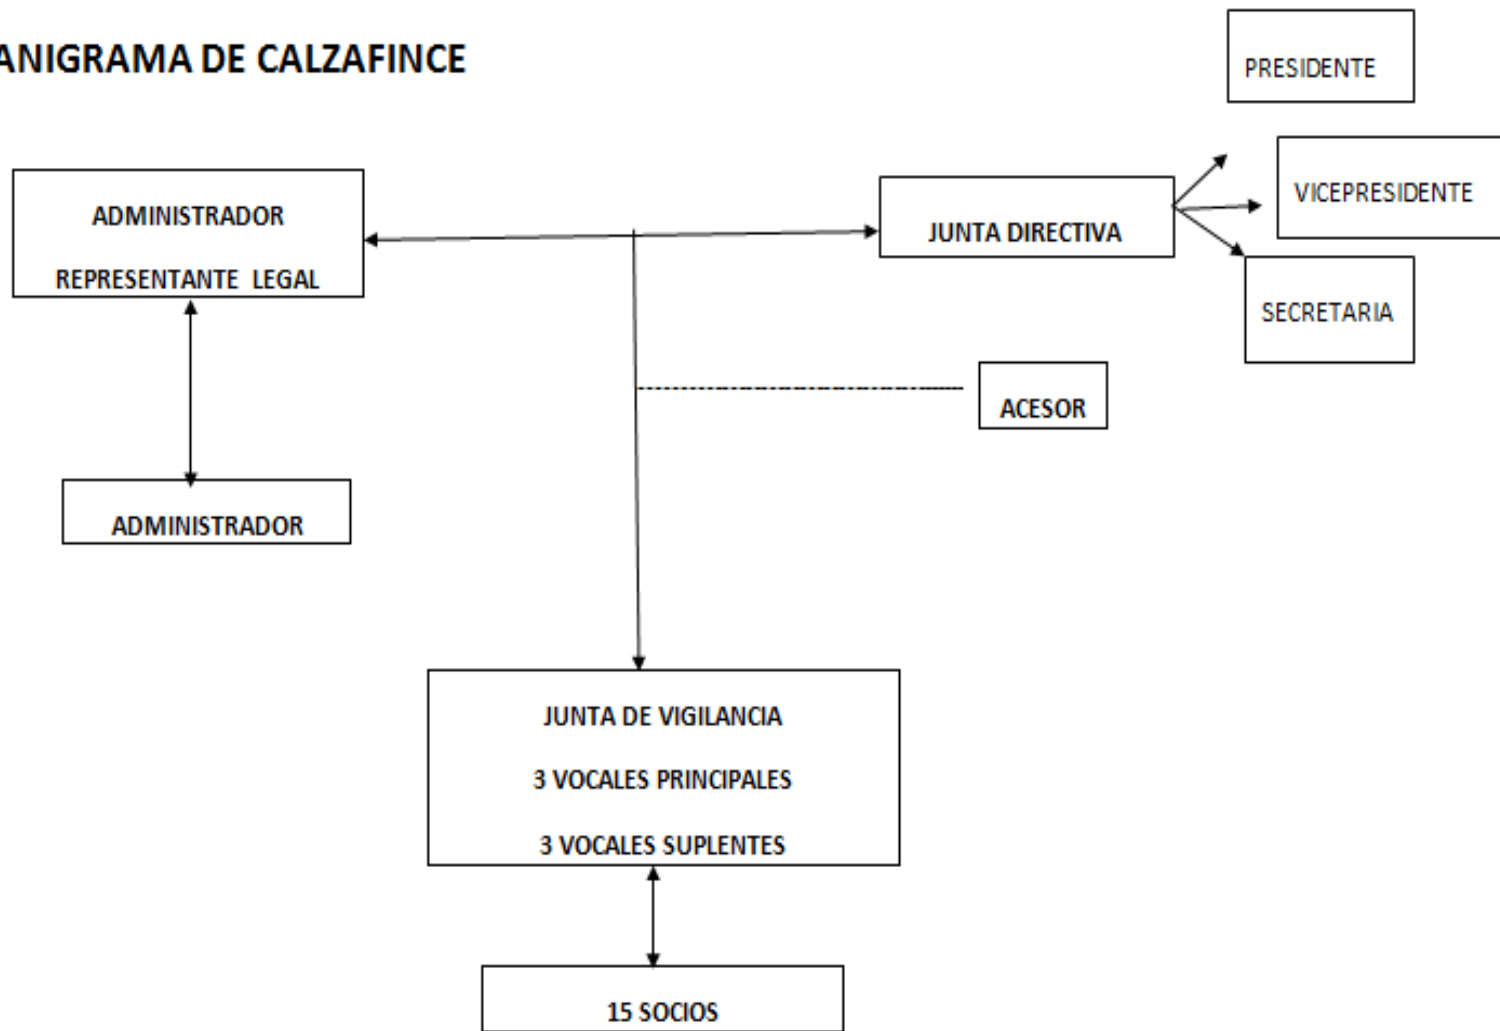 ANIGRAMA DE CALZAFINCE
PRESIDENTE
VICEPRESIDENTE
SECRETARIA
ADMINISTRADOR
REPRESENTANTE LEGAL
JUNTA DIRECTIVA
ACESOR
ADMINISTRADOR
JUNTA DE VIGILANCIA
3 VOCALES PRINCIPALES
3 VOCALES SUPLENTES
15 SOCIOS